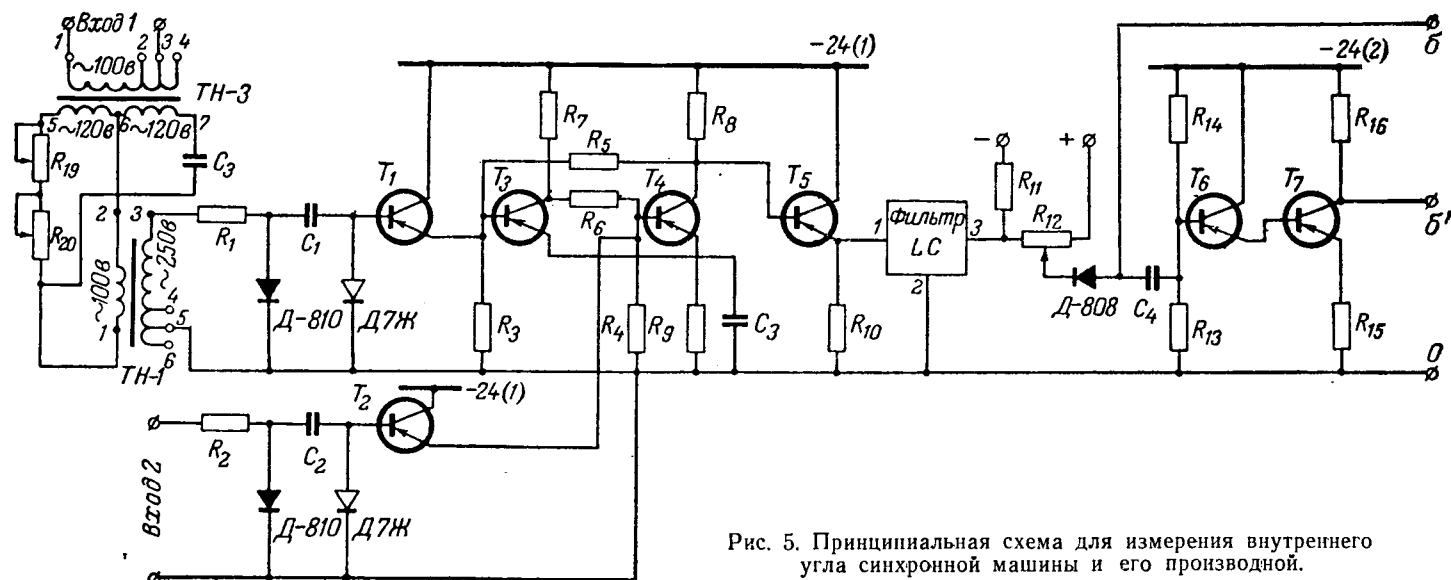 Вход 1
1 2 3 4
~100в
ТН-3
5 ~120в 6 ~120в 7
R19
C3
R20
2 3
~100в
~250в
4
5
1
6
ТН-1
R1
C1
Д-810 Д7Ж
T1
-24(1)
R7
R8
R5
T3
R6
T4
T5
R3
R4
R9
C3
R10
1 Фильтр 3
LC
2
-
+
R11
R12
Д-808
C4
-24(2)
R14
R16
T6
T7
R13
R15
б
б'
0
T2
-24(1)
R2
C2
Вход 2
Д-810 Д7Ж
Рис. 5. Принципиальная схема для измерения внутреннего
угла синхронной машины и его производной.